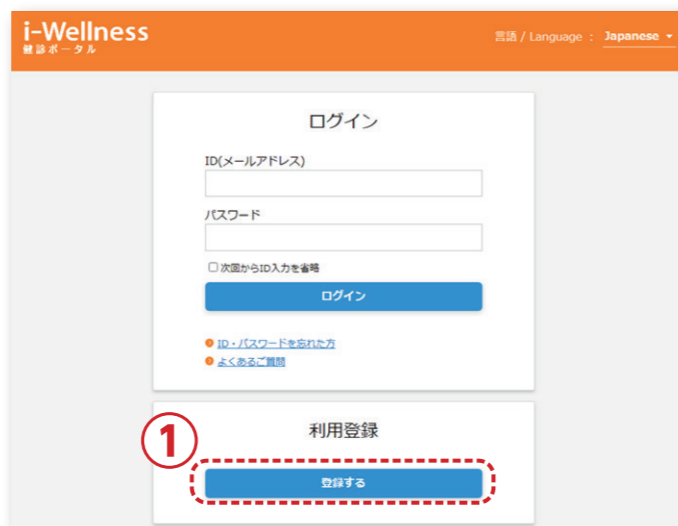 i-Wellness
健診ポータル
言語 / Language : Japanese
ログイン
ID(メールアドレス)
パスワード
次回からID入力を省略
ログイン
ID・パスワードを忘れた方
よくあるご質問
①
利用登録
登録する